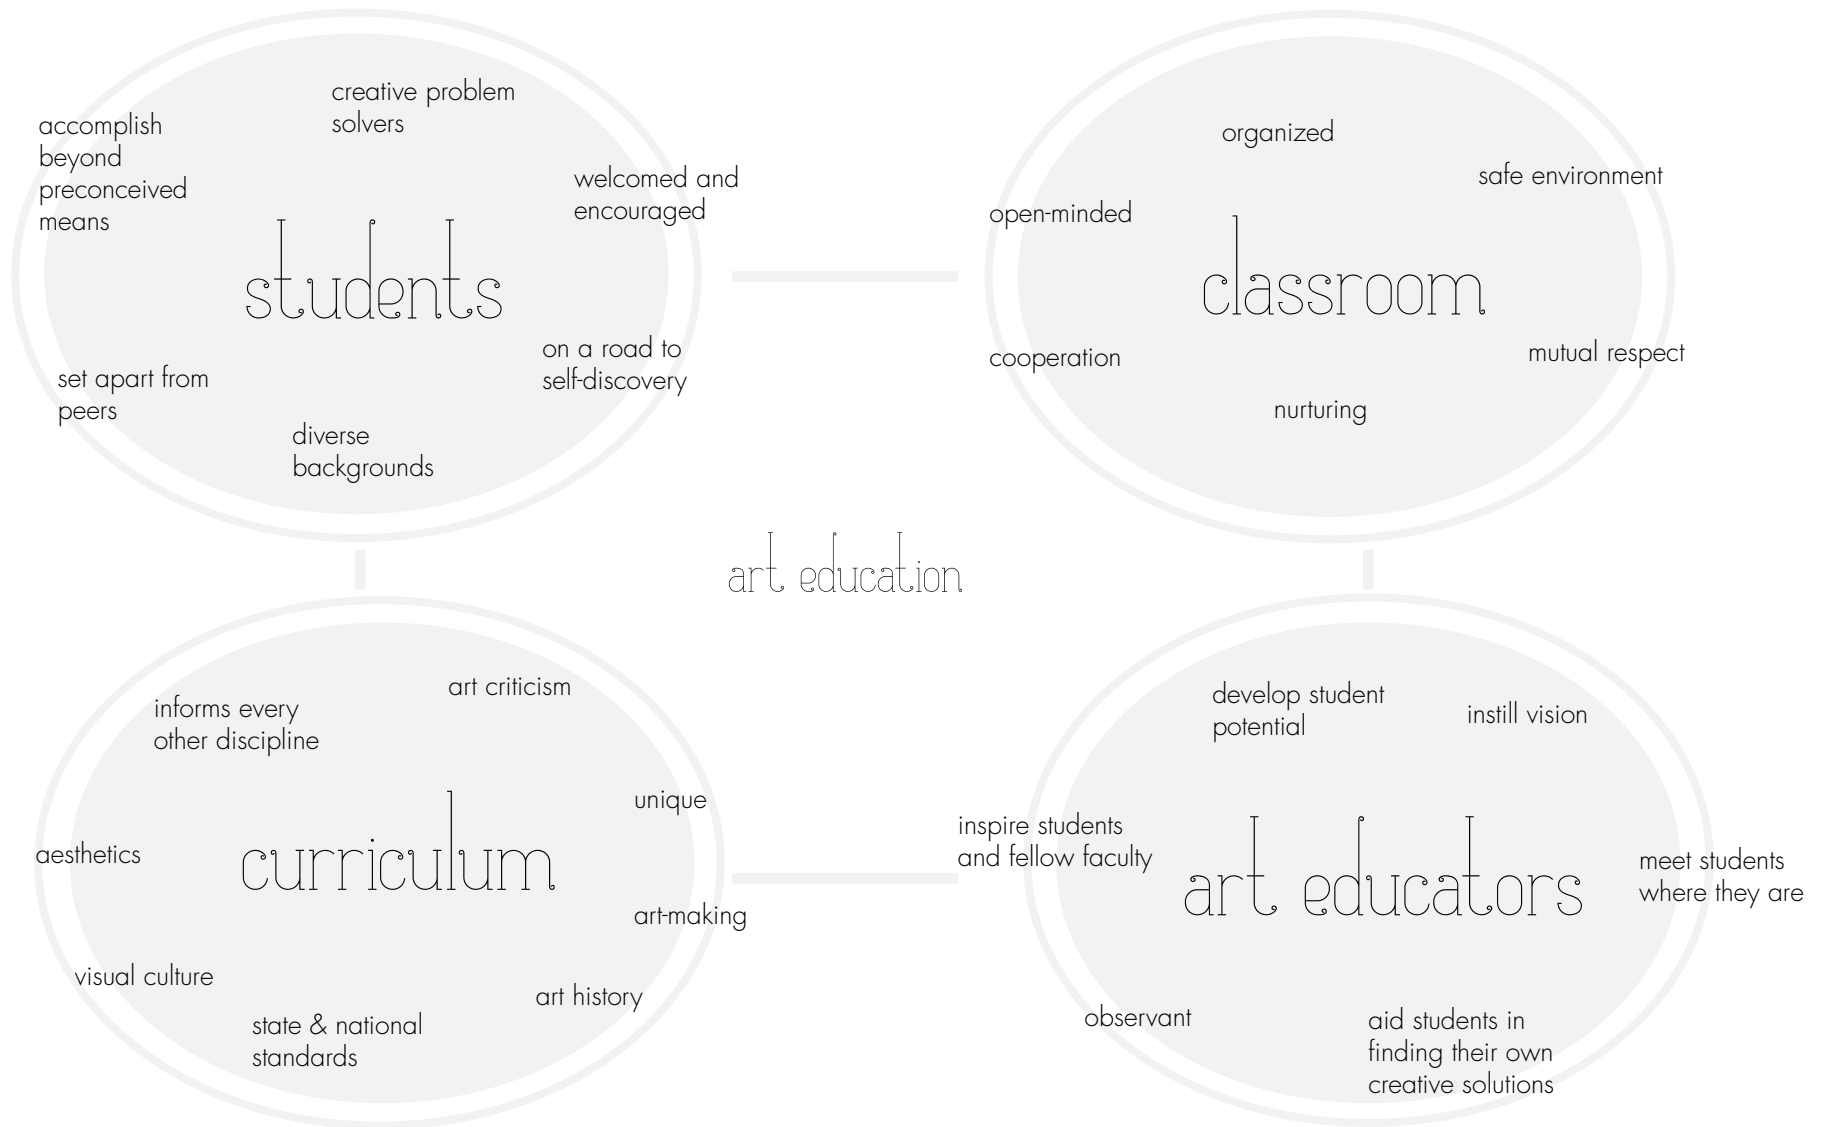 creative problem
solvers
accomplish
beyond
preconceived
means
welcomed and
encouraged
students
on a road to
self-discovery
set apart from
peers
diverse
backgrounds
organized
safe environment
open-minded
classroom
cooperation
mutual respect
nurturing
art education
art criticism
informs every
other discipline
unique
aesthetics
curriculum
art-making
visual culture
art history
state & national
standards
develop student
potential
instill vision
inspire students
and fellow faculty
art educators
meet students
where they are
observant
aid students in
finding their own
creative solutions